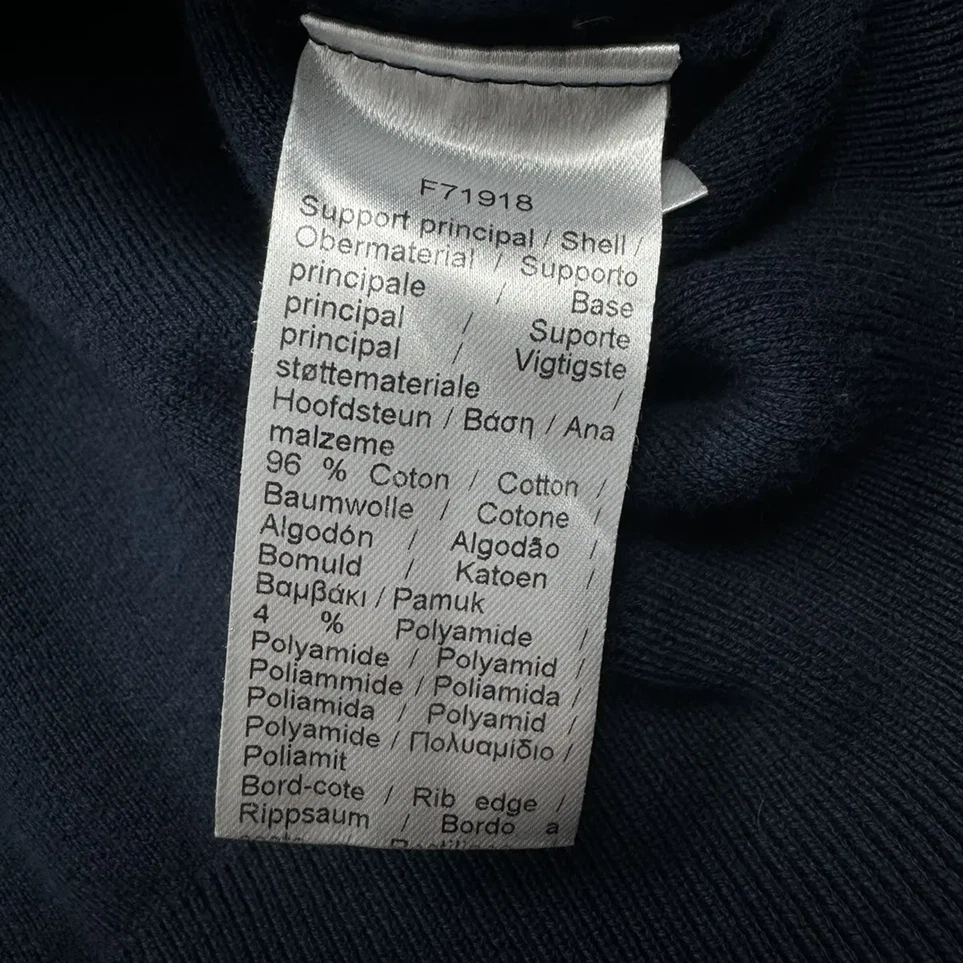 F71918
Support principal / Shell /
Obermaterial / Supporto
principale / Base
principal / Suporte
principal / Vigtigste
støttemateriale /
Hoofdsteun / Βάση / Ana
malzeme
96 % Coton / Cotton /
Baumwolle / Cotone /
Algodón / Algodão /
Bomuld / Katoen /
Βαμβάκι / Pamuk
4 % Polyamide /
Polyamide / Polyamid /
Poliammide / Poliamida /
Poliamida / Polyamid /
Polyamide / Πολυαμίδιο /
Poliamit
Bord-cote / Rib edge /
Rippsaum / Bordo a